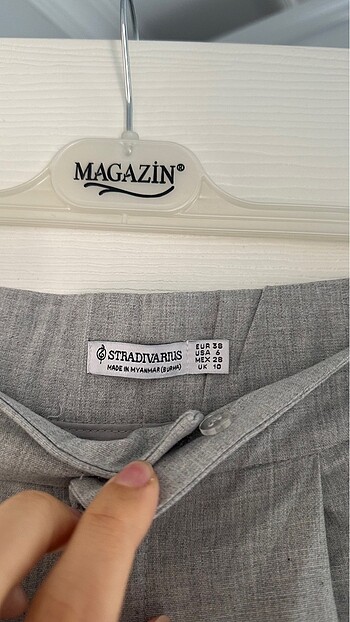 MAGAZİN®
STRADIVARIUS
MADE IN MYANMAR (BURMA)
EUR 38
USA 6
MEX 28
UK 10